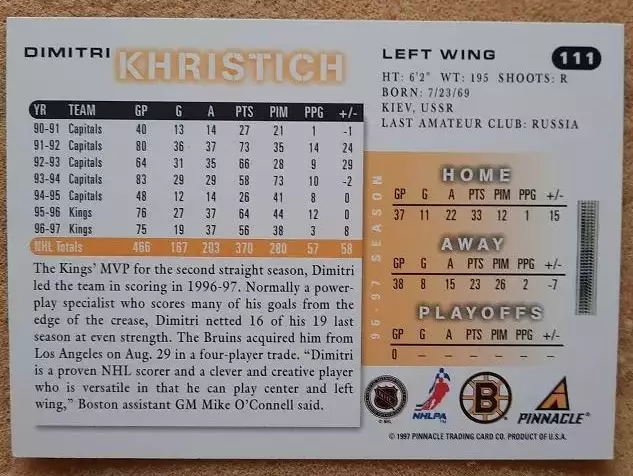 DIMITRI KHRISTICH
LEFT WING 111
HT: 6'2" WT: 195 SHOOTS: R
BORN: 7/23/69
KIEV, USSR
LAST AMATEUR CLUB: RUSSIA
YR TEAM GP G A PTS PIM PPG +/-
90-91 Capitals 40 13 14 27 21 1 -1
91-92 Capitals 80 36 37 73 35 14 24
92-93 Capitals 64 31 35 66 28 9 29
93-94 Capitals 83 29 29 58 73 10 -2
94-95 Capitals 48 12 14 26 41 8 0
95-96 Kings 76 27 37 64 44 12 0
96-97 Kings 75 19 37 56 38 3 8
NHL Totals 466 167 203 370 280 57 58
The Kings' MVP for the second straight season, Dimitri
led the team in scoring in 1996-97. Normally a power-
play specialist who scores many of his goals from the
edge of the crease, Dimitri netted 16 of his 19 last
season at even strength. The Bruins acquired him from
Los Angeles on Aug. 29 in a four-player trade. "Dimitri
is a proven NHL scorer and a clever and creative player
who is versatile in that he can play center and left
wing," Boston assistant GM Mike O'Connell said.
96-97 SEASON
HOME
GP G A PTS PIM PPG +/-
37 11 22 33 12 1 15
AWAY
GP G A PTS PIM PPG +/-
38 8 15 23 26 2 -7
PLAYOFFS
GP G A PTS PIM PPG +/-
0 – – – – – –
NHL
NHLPA
B
PINNACLE
© 1997 PINNACLE TRADING CARD CO. PRODUCT OF U.S.A.